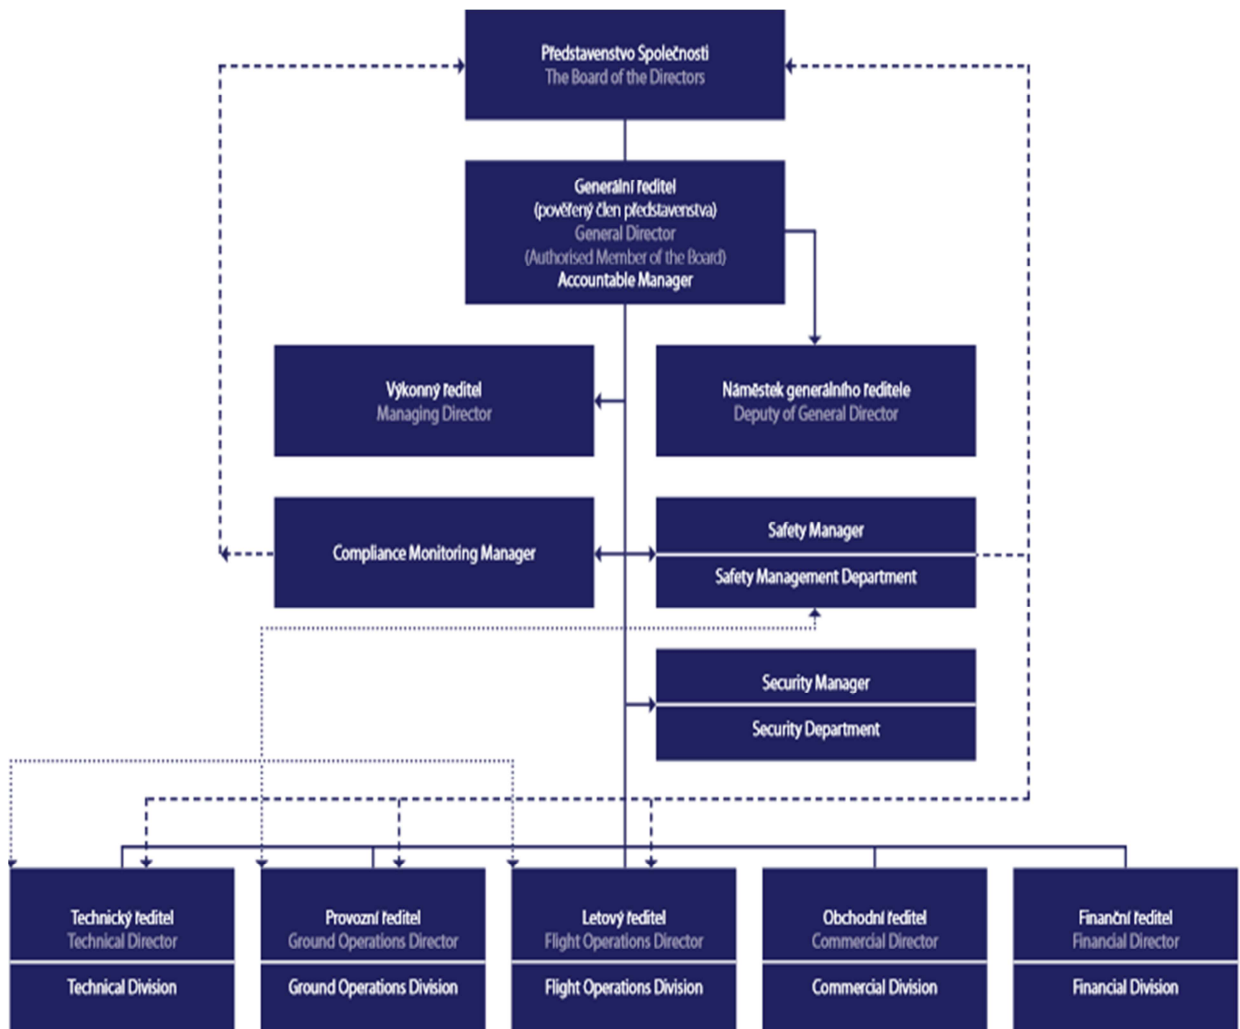 Představenstvo Společnosti
The Board of the Directors
Generální ředitel
(pověřený člen představenstva)
General Director
(Authorised Member of the Board)
Accountable Manager
Výkonný ředitel
Managing Director
Náměstek generálního ředitele
Deputy of General Director
Compliance Monitoring Manager
Safety Manager
Safety Management Department
Security Manager
Security Department
Technický ředitel
Technical Director
Technical Division
Provozní ředitel
Ground Operations Director
Ground Operations Division
Letový ředitel
Flight Operations Director
Flight Operations Division
Obchodní ředitel
Commercial Director
Commercial Division
Finanční ředitel
Financial Director
Financial Division